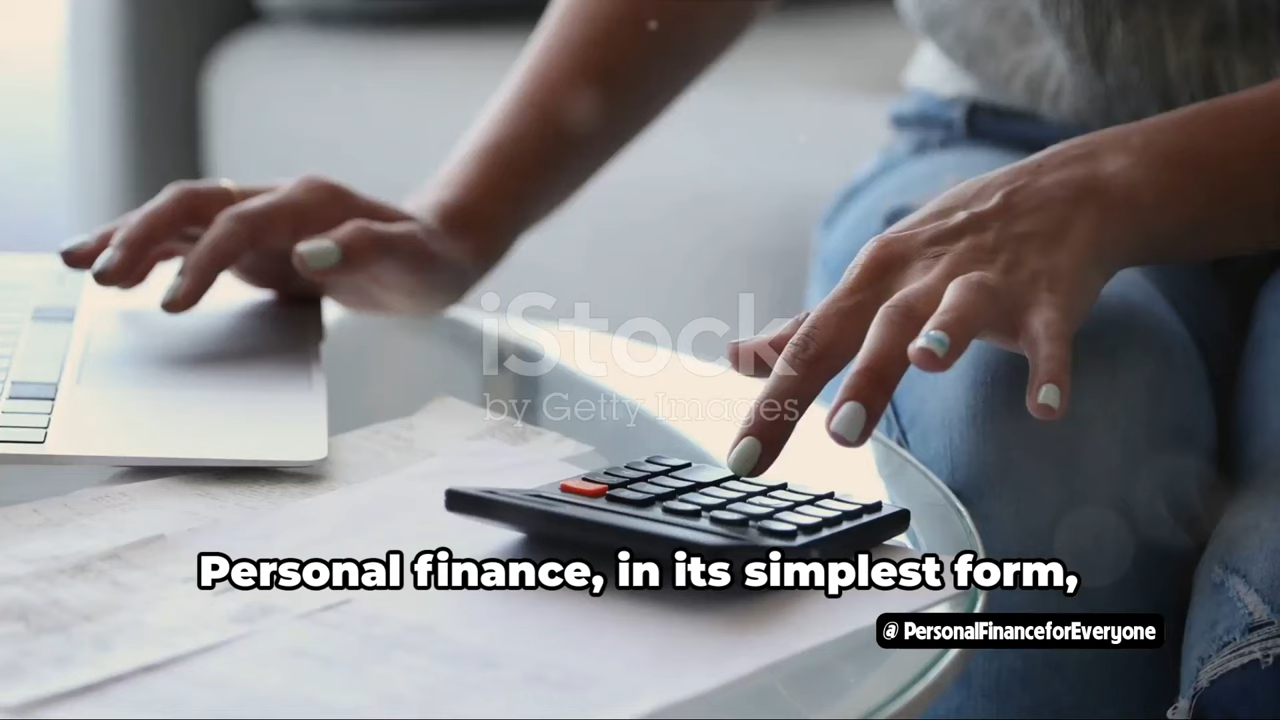 iStock
by Getty Images
Personal finance, in its simplest form,
@ PersonalFinanceforEveryone